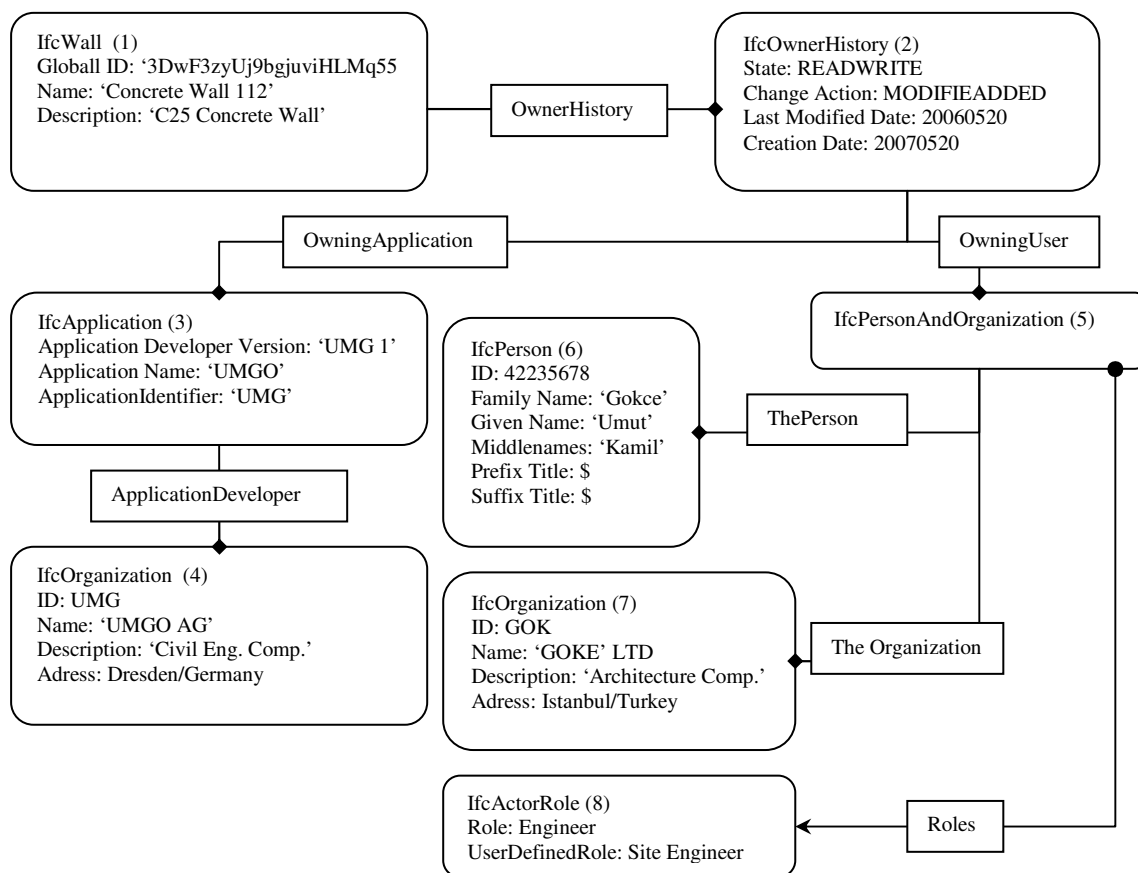 IfcWall (1)
Globall ID: ‘3DwF3zyUj9bgjuviHLMq55
Name: ‘Concrete Wall 112’
Description: ‘C25 Concrete Wall’
OwnerHistory
IfcOwnerHistory (2)
State: READWRITE
Change Action: MODIFIEADDED
Last Modified Date: 20060520
Creation Date: 20070520
OwningApplication
OwningUser
IfcApplication (3)
Application Developer Version: ‘UMG 1’
Application Name: ‘UMGO’
ApplicationIdentifier: ‘UMG’
IfcPersonAndOrganization (5)
IfcPerson (6)
ID: 42235678
Family Name: ‘Gokce’
Given Name: ‘Umut’
Middlenames: ‘Kamil’
Prefix Title: $
Suffix Title: $
ThePerson
ApplicationDeveloper
IfcOrganization (4)
ID: UMG
Name: ‘UMGO AG’
Description: ‘Civil Eng. Comp.’
Adress: Dresden/Germany
IfcOrganization (7)
ID: GOK
Name: ‘GOKE’ LTD
Description: ‘Architecture Comp.’
Adress: Istanbul/Turkey
The Organization
IfcActorRole (8)
Role: Engineer
UserDefinedRole: Site Engineer
Roles